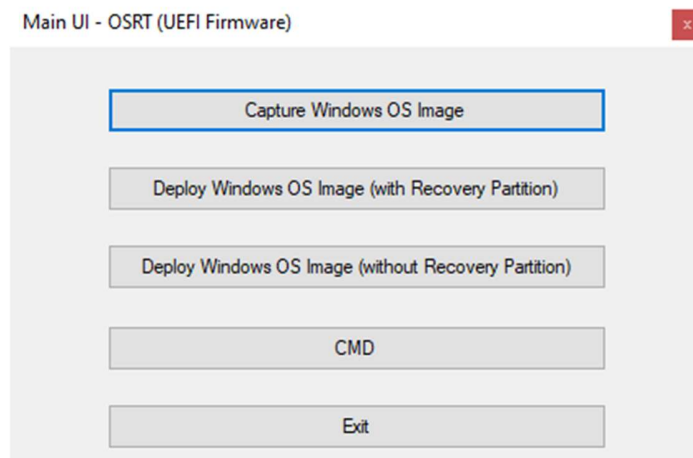 Main UI - OSRT (UEFI Firmware)
x
Capture Windows OS Image
Deploy Windows OS Image (with Recovery Partition)
Deploy Windows OS Image (without Recovery Partition)
CMD
Exit